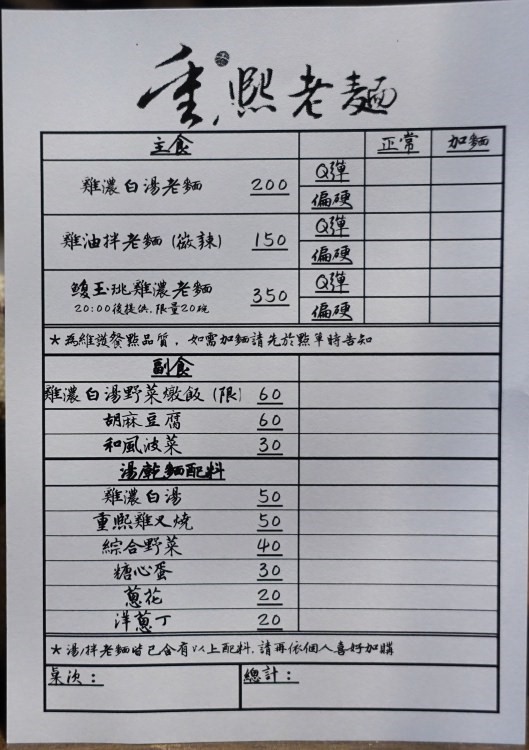 重熙老麵
主食 正常 加麵
雞濃白湯老麵 200 Q彈
偏硬
雞油拌老麵(微辣) 150 Q彈
偏硬
鰻玉珧雞濃老麵 350 Q彈
20:00後提供,限量20碗 偏硬
*為維護餐點品質,如需加麵請先於點單時告知
副食
雞濃白湯野菜燉飯(限) 60
胡麻豆腐 60
和風波菜 30
湯乾麵配料
雞濃白湯 50
重熙雞叉燒 50
綜合野菜 40
糖心蛋 30
蔥花 20
洋蔥丁 20
*湯/拌老麵皆已含有以上配料,請再依個人喜好加購
桌次: 總計: